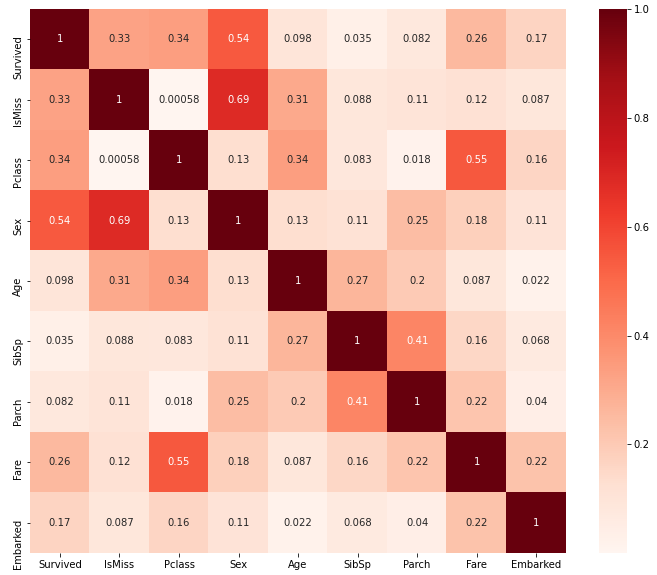 Survived 1 0.33 0.34 0.54 0.098 0.035 0.082 0.26 0.17
IsMiss 0.33 1 0.00058 0.69 0.31 0.088 0.11 0.12 0.087
Pclass 0.34 0.00058 1 0.13 0.34 0.083 0.018 0.55 0.16
Sex 0.54 0.69 0.13 1 0.13 0.11 0.25 0.18 0.11
Age 0.098 0.31 0.34 0.13 1 0.27 0.2 0.087 0.022
SibSp 0.035 0.088 0.083 0.11 0.27 1 0.41 0.16 0.068
Parch 0.082 0.11 0.018 0.25 0.2 0.41 1 0.22 0.04
Fare 0.26 0.12 0.55 0.18 0.087 0.16 0.22 1 0.22
Embarked 0.17 0.087 0.16 0.11 0.022 0.068 0.04 0.22 1
Survived IsMiss Pclass Sex Age SibSp Parch Fare Embarked
1.0
0.8
0.6
0.4
0.2